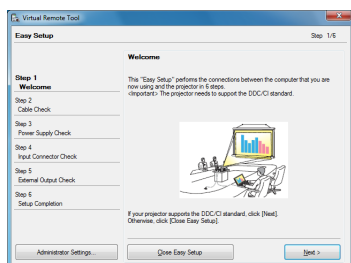 Virtual Remote Tool
Easy Setup
Step 1/6
Step 1
Welcome
Step 2
Cable Check
Step 3
Power Supply Check
Step 4
Input Connector Check
Step 5
External Output Check
Step 6
Setup Completion
Welcome
This "Easy Setup" performs the connections between the computer that you are
now using and the projector in 6 steps.
<Important> The projector needs to support the DDC/CI standard.
If your projector supports the DDC/CI standard, click [Next].
Otherwise, click [Close Easy Setup].
Administrator Settings...
Close Easy Setup
Next >